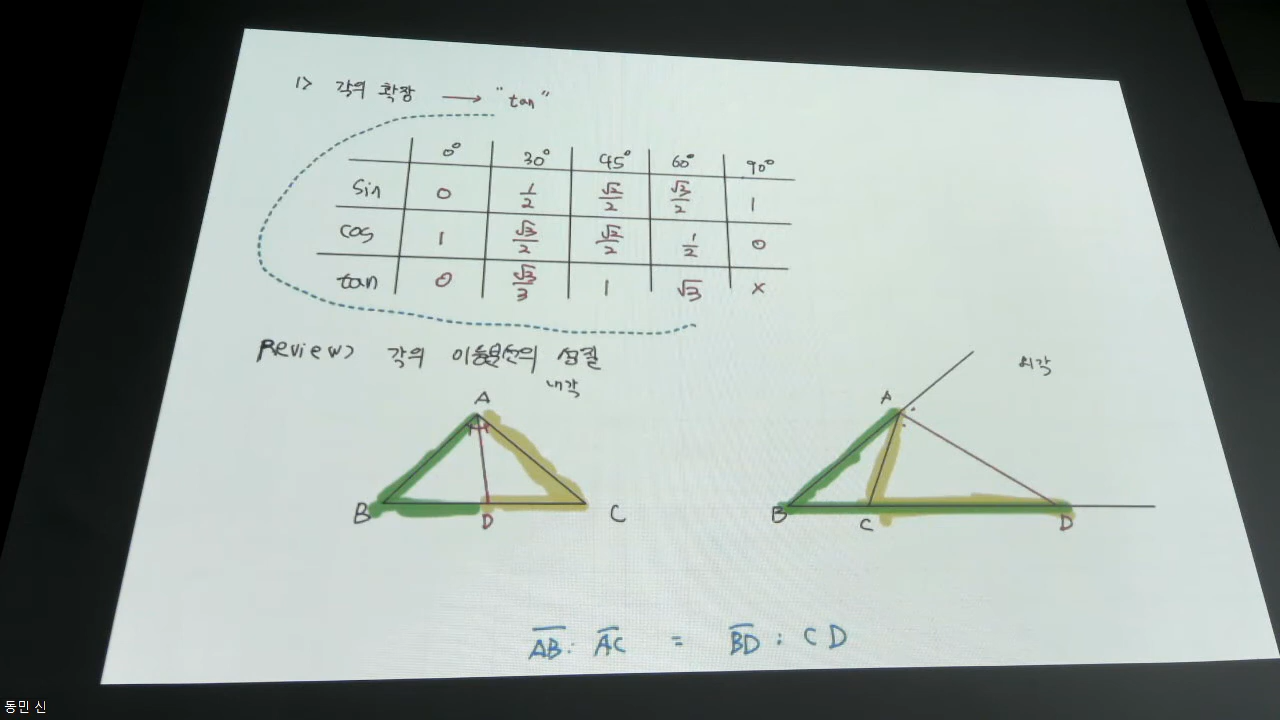 1> 각의 확장 → "tan"
0° 30° 45° 60° 90°
Sin 0 1/2 √2/2 √3/2 1
cos 1 √3/2 √2/2 1/2 0
tan 0 √3/3 1 √3 x
Review> 각의 이등분선의 성질
내각
외각
A
B D C
A
B C D
AB : AC = BD : CD
동민 신